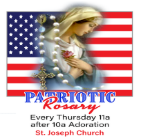 PATRIOTIC
Rosary
Every Thursday 11a
after 10a Adoration
St. Joseph Church